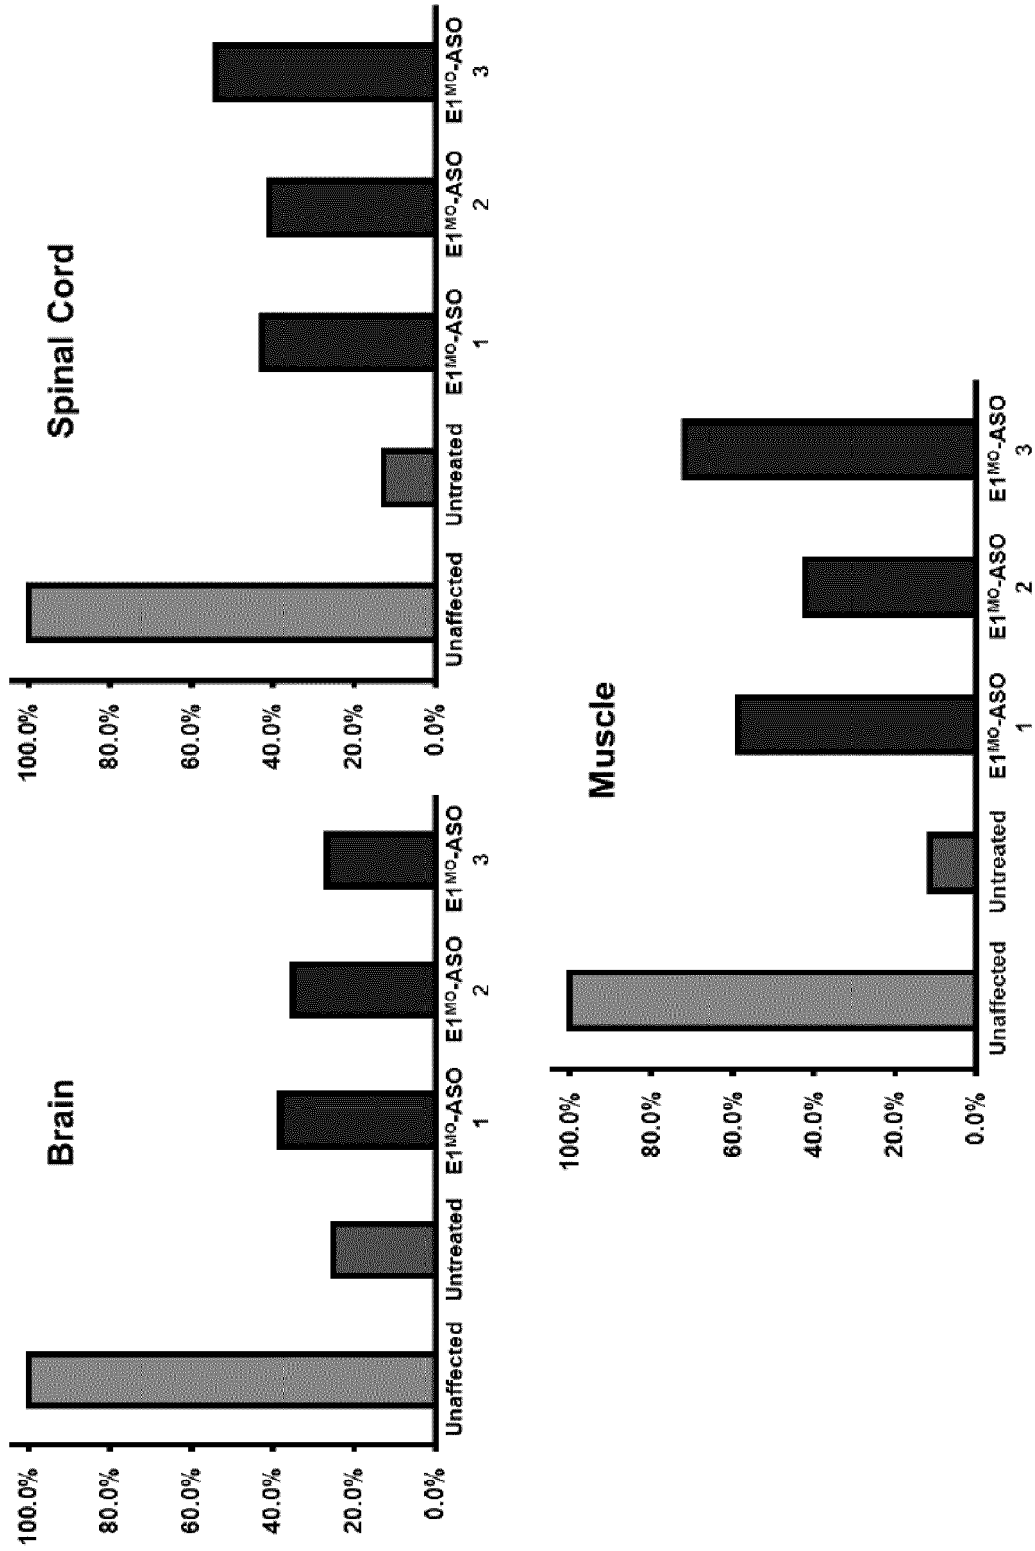 Brain
100.0%
80.0%
60.0%
40.0%
20.0%
0.0%
Unaffected Untreated E1ᴹᴼ-ASO E1ᴹᴼ-ASO E1ᴹᴼ-ASO
1 2 3
Spinal Cord
100.0%
80.0%
60.0%
40.0%
20.0%
0.0%
Unaffected Untreated E1ᴹᴼ-ASO E1ᴹᴼ-ASO E1ᴹᴼ-ASO
1 2 3
Muscle
100.0%
80.0%
60.0%
40.0%
20.0%
0.0%
Unaffected Untreated E1ᴹᴼ-ASO E1ᴹᴼ-ASO E1ᴹᴼ-ASO
1 2 3